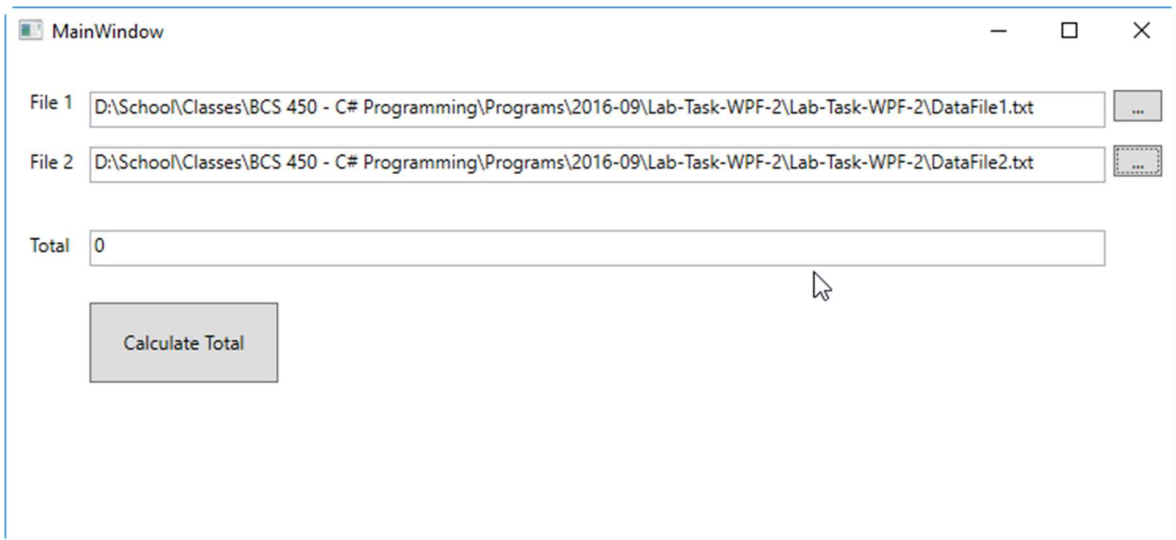 MainWindow
File 1 D:\School\Classes\BCS 450 - C# Programming\Programs\2016-09\Lab-Task-WPF-2\Lab-Task-WPF-2\DataFile1.txt ...
File 2 D:\School\Classes\BCS 450 - C# Programming\Programs\2016-09\Lab-Task-WPF-2\Lab-Task-WPF-2\DataFile2.txt ...
Total 0
Calculate Total